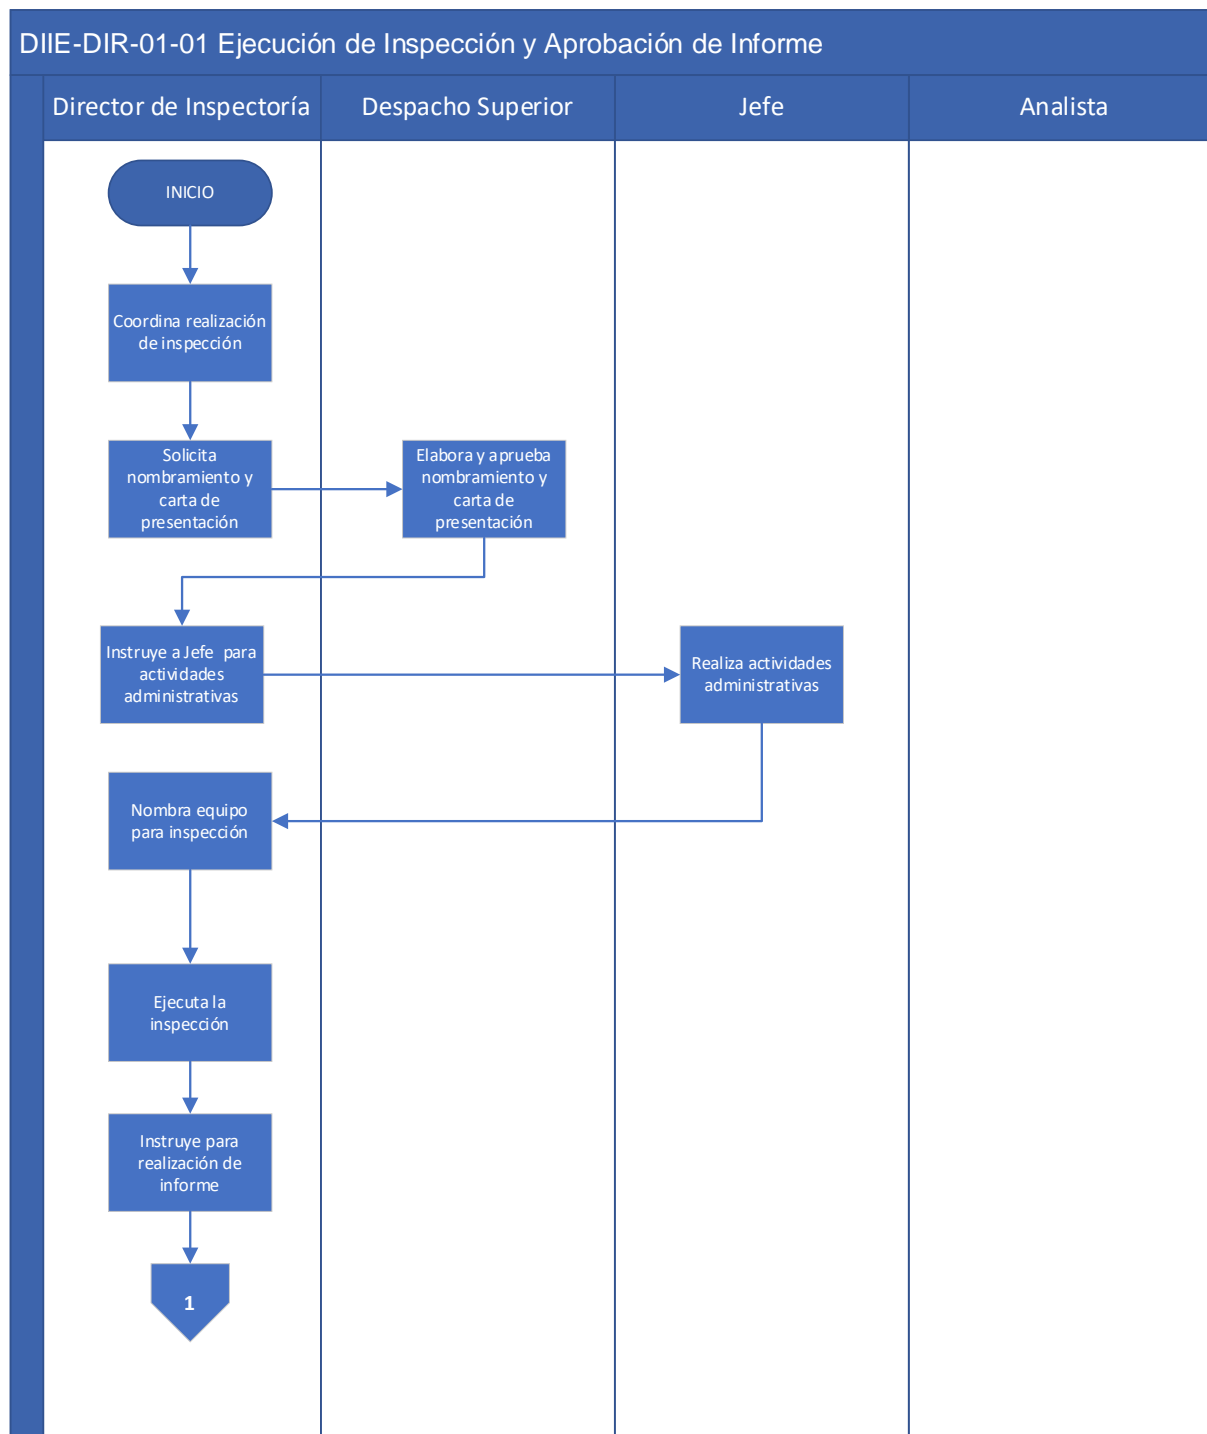 DIIE-DIR-01-01 Ejecución de Inspección y Aprobación de Informe
Director de Inspectoría
Despacho Superior
Jefe
Analista
INICIO
Coordina realización
de inspección
Solicita
nombramiento y
carta de
presentación
Elabora y aprueba
nombramiento y
carta de
presentación
Instruye a Jefe para
actividades
administrativas
Realiza actividades
administrativas
Nombra equipo
para inspección
Ejecuta la
inspección
Instruye para
realización de
informe
1